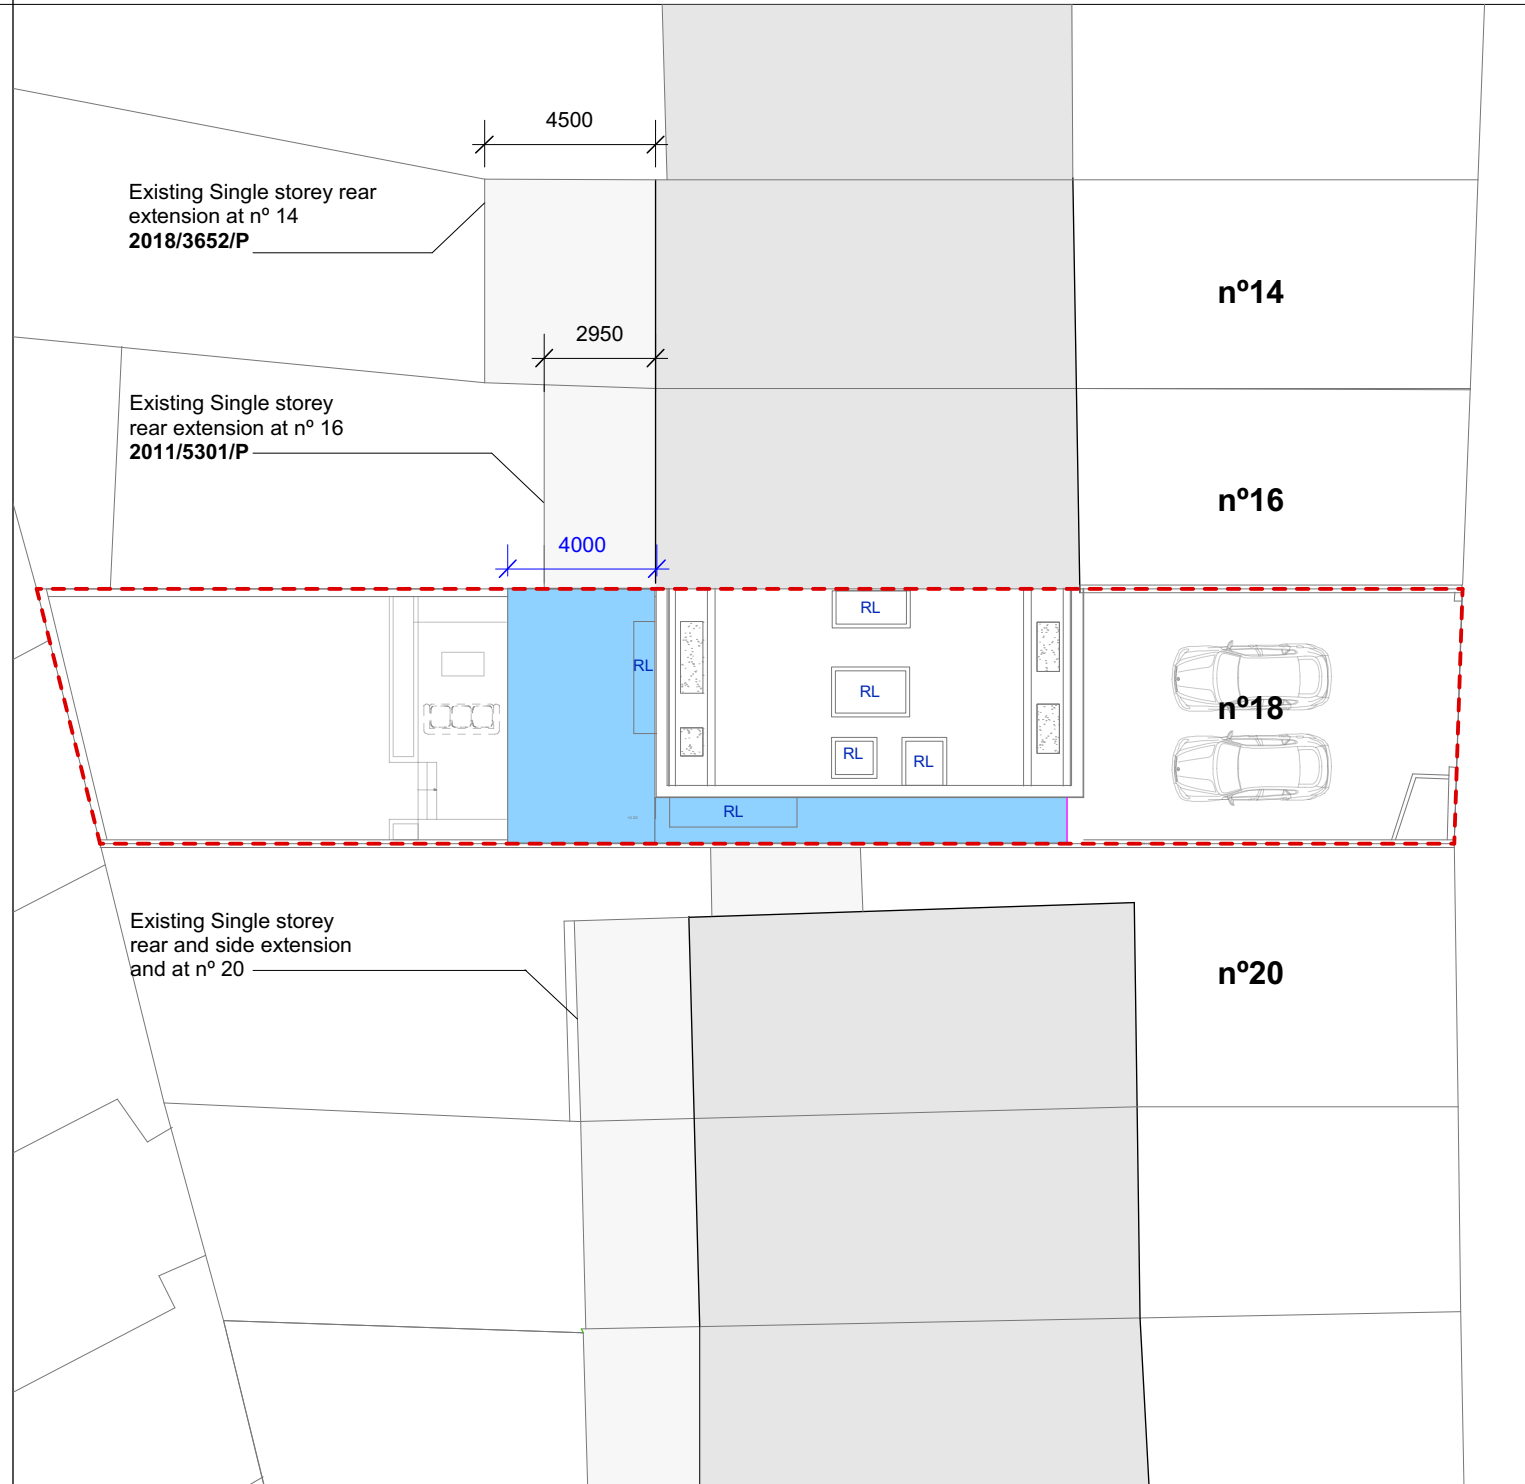 4500
Existing Single storey rear
extension at nº 14
2018/3652/P
nº14
2950
Existing Single storey
rear extension at nº 16
2011/5301/P
nº16
4000
RL
RL
RL
nº18
RL
RL
RL
Existing Single storey
rear and side extension
and at nº 20
nº20